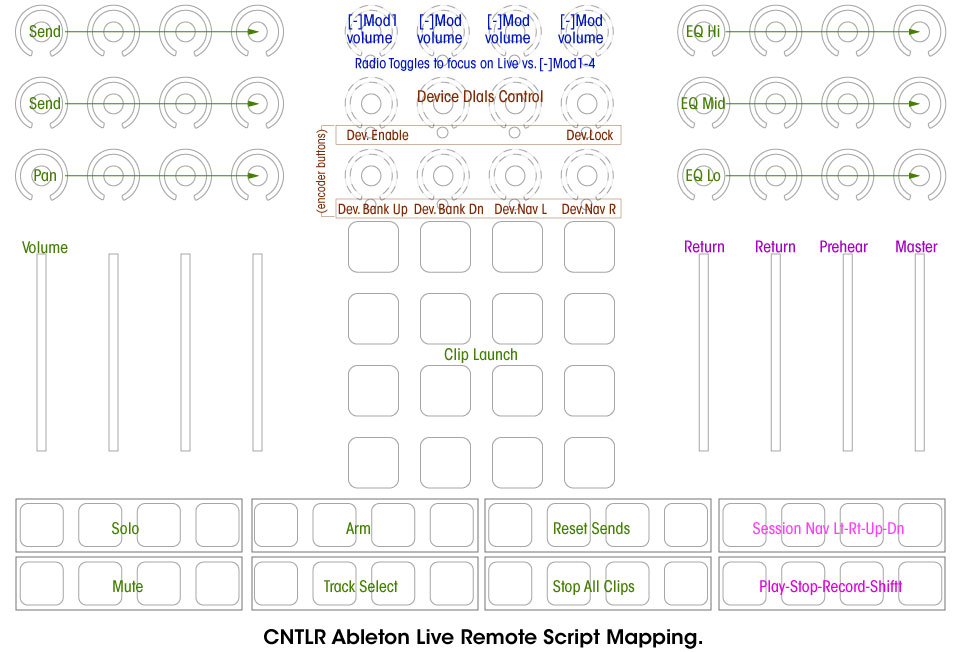 Send
[-]Mod1 volume
[-]Mod volume
[-]Mod volume
[-]Mod volume
EQ Hi
Radio Toggles to focus on Live vs. [-]Mod1-4
Send
Device DIals Control
EQ Mid
(encoder buttons)
Dev. Enable
Dev.Lock
Pan
EQ Lo
Dev. Bank Up
Dev. Bank Dn
Dev.Nav L
Dev.Nav R
Volume
Return
Return
Prehear
Master
Clip Launch
Solo
Arm
Reset Sends
Session Nav Lt-Rt-Up-Dn
Mute
Track Select
Stop All Clips
Play-Stop-Record-Shiftt
CNTLR Ableton Live Remote Script Mapping.